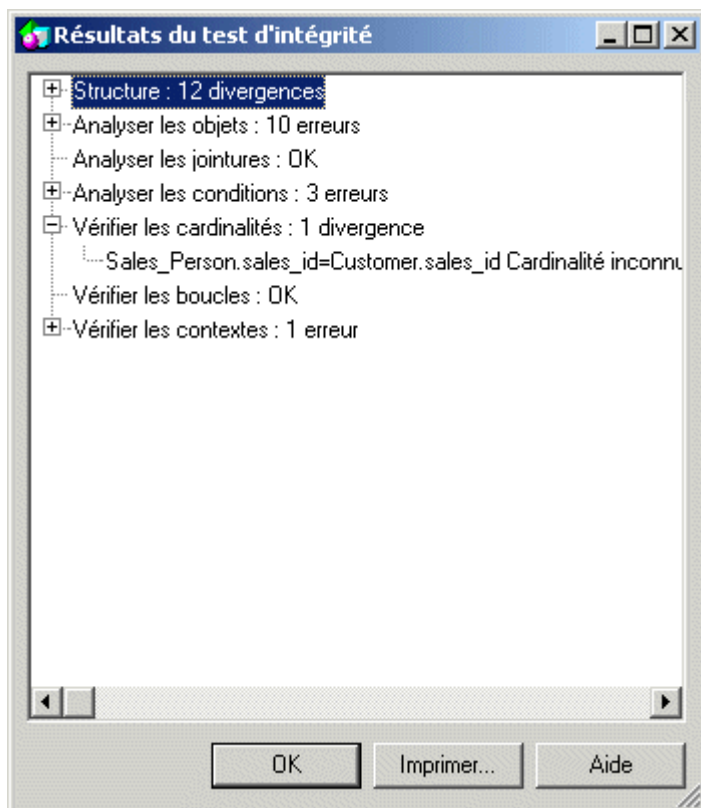 Résultats du test d'intégrité
Structure : 12 divergences
Analyser les objets : 10 erreurs
Analyser les jointures : OK
Analyser les conditions : 3 erreurs
Vérifier les cardinalités : 1 divergence
Sales_Person.sales_id=Customer.sales_id Cardinalité
Vérifier les boucles : OK
Vérifier les contextes : 1 erreur
OK Imprimer... Aide